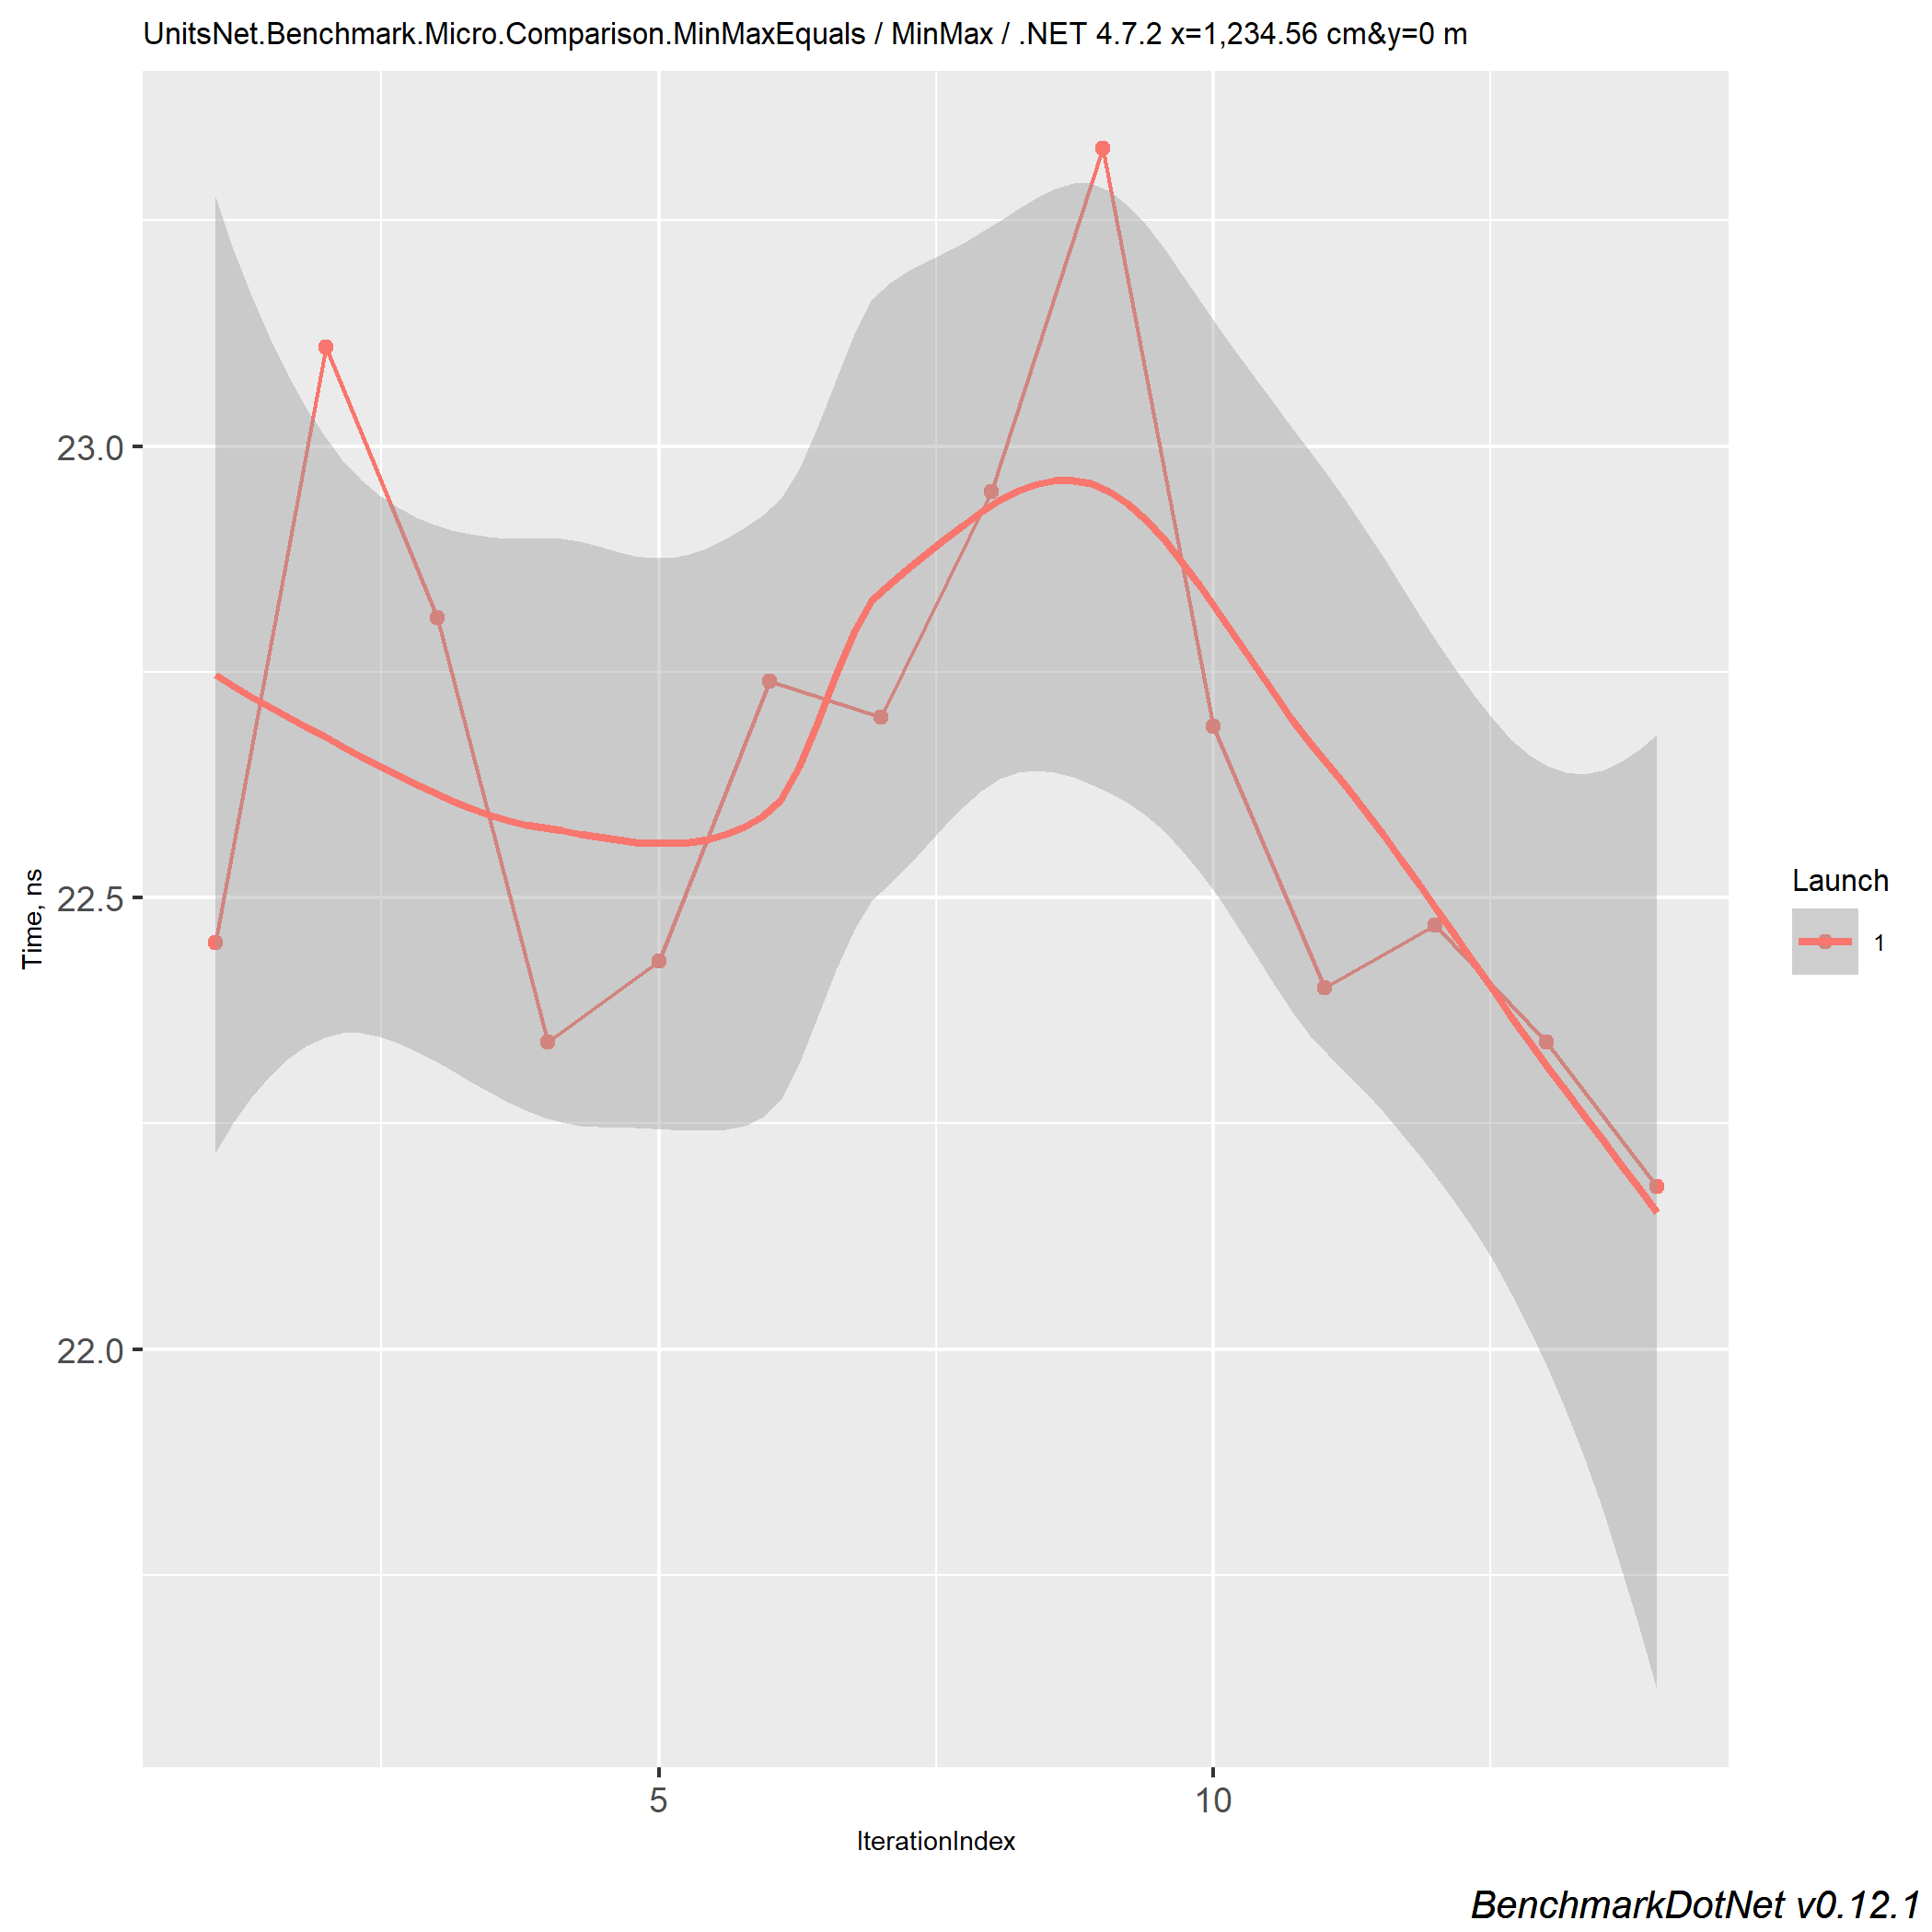 UnitsNet.Benchmark.Micro.Comparison.MinMaxEquals / MinMax / .NET 4.7.2 x=1,234.56 cm&y=0 m
23.0
22.5
22.0
Time, ns
5
10
IterationIndex
Launch
1
BenchmarkDotNet v0.12.1